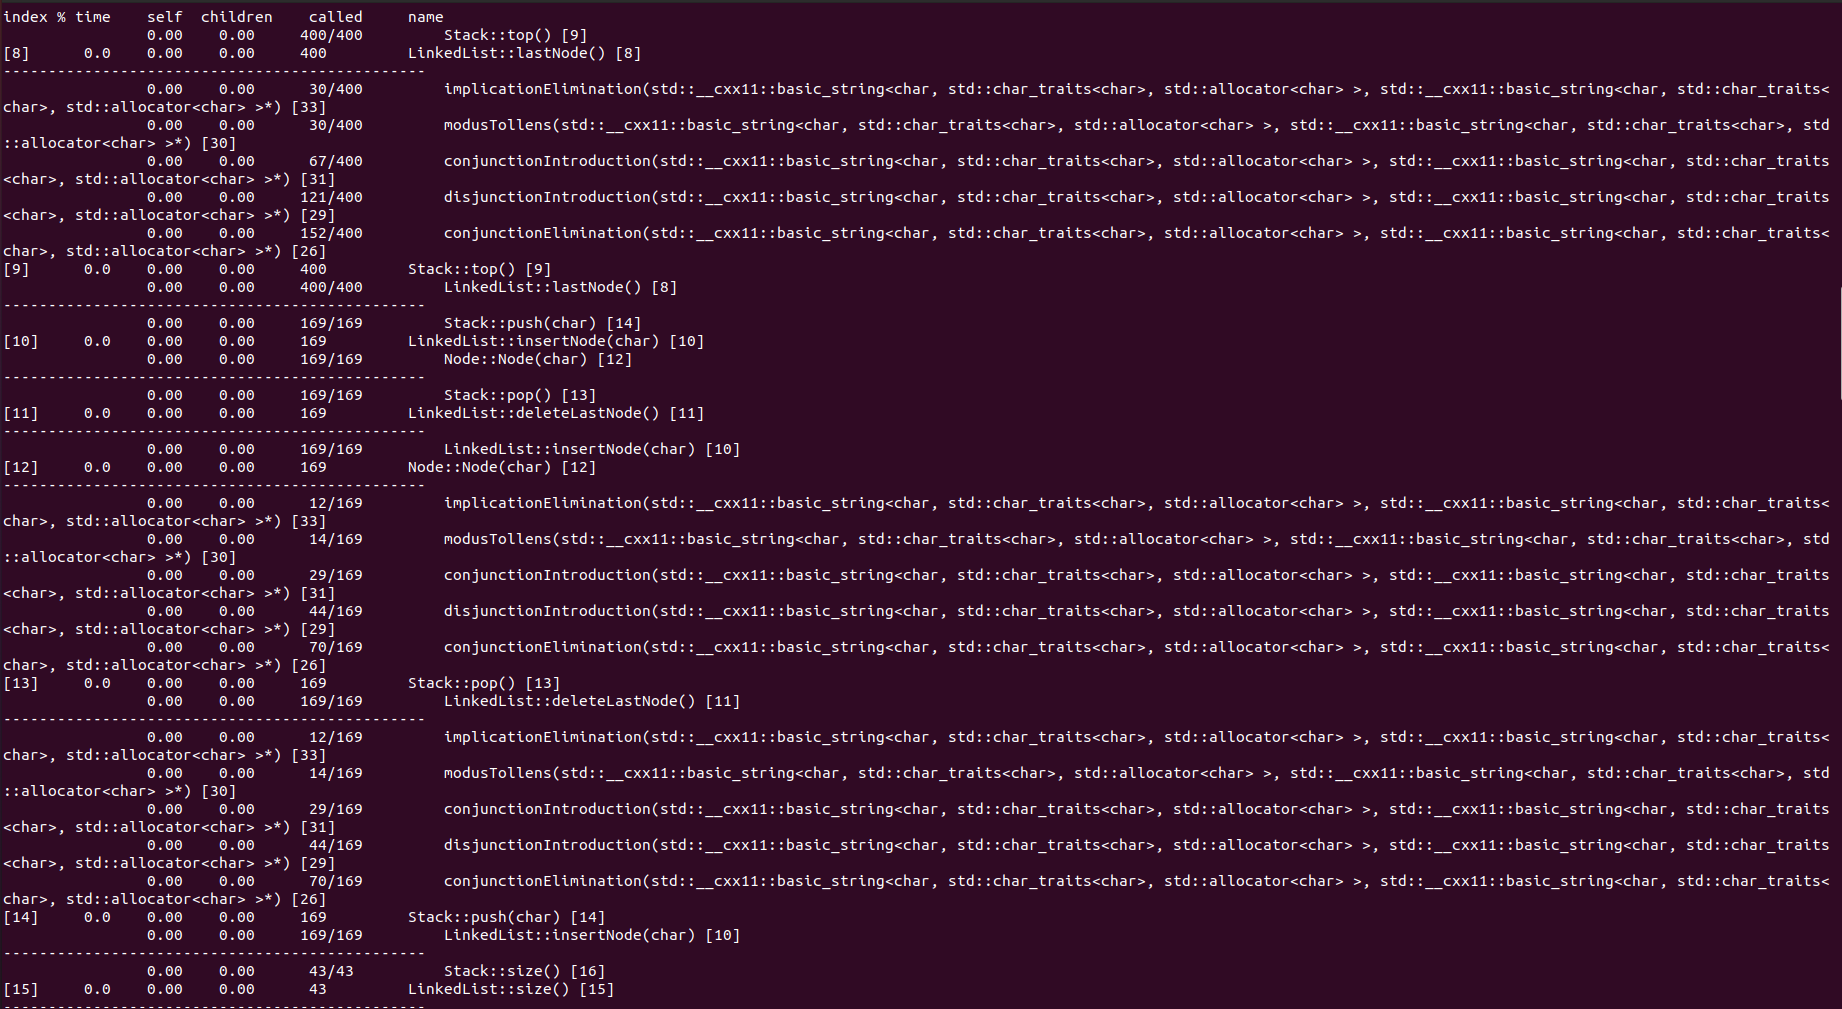 index % time    self  children    called     name
                0.00    0.00     400/400         Stack::top() [9]
[8]      0.0    0.00    0.00     400         LinkedList::lastNode() [8]
-----------------------------------------------
                0.00    0.00      30/400         implicationElimination(std::__cxx11::basic_string<char, std::char_traits<char>, std::allocator<char> >, std::__cxx11::basic_string<char, std::char_traits<
char>, std::allocator<char> >*) [33]
                0.00    0.00      30/400         modusTollens(std::__cxx11::basic_string<char, std::char_traits<char>, std::allocator<char> >, std::__cxx11::basic_string<char, std::char_traits<char>, std
::allocator<char> >*) [30]
                0.00    0.00      67/400         conjunctionIntroduction(std::__cxx11::basic_string<char, std::char_traits<char>, std::allocator<char> >, std::__cxx11::basic_string<char, std::char_traits
<char>, std::allocator<char> >*) [31]
                0.00    0.00     121/400         disjunctionIntroduction(std::__cxx11::basic_string<char, std::char_traits<char>, std::allocator<char> >, std::__cxx11::basic_string<char, std::char_traits
<char>, std::allocator<char> >*) [29]
                0.00    0.00     152/400         conjunctionElimination(std::__cxx11::basic_string<char, std::char_traits<char>, std::allocator<char> >, std::__cxx11::basic_string<char, std::char_traits<
char>, std::allocator<char> >*) [26]
[9]      0.0    0.00    0.00     400         Stack::top() [9]
                0.00    0.00     400/400         LinkedList::lastNode() [8]
-----------------------------------------------
                0.00    0.00     169/169         Stack::push(char) [14]
[10]     0.0    0.00    0.00     169         LinkedList::insertNode(char) [10]
                0.00    0.00     169/169         Node::Node(char) [12]
-----------------------------------------------
                0.00    0.00     169/169         Stack::pop() [13]
[11]     0.0    0.00    0.00     169         LinkedList::deleteLastNode() [11]
-----------------------------------------------
                0.00    0.00     169/169         LinkedList::insertNode(char) [10]
[12]     0.0    0.00    0.00     169         Node::Node(char) [12]
-----------------------------------------------
                0.00    0.00      12/169         implicationElimination(std::__cxx11::basic_string<char, std::char_traits<char>, std::allocator<char> >, std::__cxx11::basic_string<char, std::char_traits<
char>, std::allocator<char> >*) [33]
                0.00    0.00      14/169         modusTollens(std::__cxx11::basic_string<char, std::char_traits<char>, std::allocator<char> >, std::__cxx11::basic_string<char, std::char_traits<char>, std
::allocator<char> >*) [30]
                0.00    0.00      29/169         conjunctionIntroduction(std::__cxx11::basic_string<char, std::char_traits<char>, std::allocator<char> >, std::__cxx11::basic_string<char, std::char_traits
<char>, std::allocator<char> >*) [31]
                0.00    0.00      44/169         disjunctionIntroduction(std::__cxx11::basic_string<char, std::char_traits<char>, std::allocator<char> >, std::__cxx11::basic_string<char, std::char_traits
<char>, std::allocator<char> >*) [29]
                0.00    0.00      70/169         conjunctionElimination(std::__cxx11::basic_string<char, std::char_traits<char>, std::allocator<char> >, std::__cxx11::basic_string<char, std::char_traits<
char>, std::allocator<char> >*) [26]
[13]     0.0    0.00    0.00     169         Stack::pop() [13]
                0.00    0.00     169/169         LinkedList::deleteLastNode() [11]
-----------------------------------------------
                0.00    0.00      12/169         implicationElimination(std::__cxx11::basic_string<char, std::char_traits<char>, std::allocator<char> >, std::__cxx11::basic_string<char, std::char_traits<
char>, std::allocator<char> >*) [33]
                0.00    0.00      14/169         modusTollens(std::__cxx11::basic_string<char, std::char_traits<char>, std::allocator<char> >, std::__cxx11::basic_string<char, std::char_traits<char>, std
::allocator<char> >*) [30]
                0.00    0.00      29/169         conjunctionIntroduction(std::__cxx11::basic_string<char, std::char_traits<char>, std::allocator<char> >, std::__cxx11::basic_string<char, std::char_traits
<char>, std::allocator<char> >*) [31]
                0.00    0.00      44/169         disjunctionIntroduction(std::__cxx11::basic_string<char, std::char_traits<char>, std::allocator<char> >, std::__cxx11::basic_string<char, std::char_traits
<char>, std::allocator<char> >*) [29]
                0.00    0.00      70/169         conjunctionElimination(std::__cxx11::basic_string<char, std::char_traits<char>, std::allocator<char> >, std::__cxx11::basic_string<char, std::char_traits<
char>, std::allocator<char> >*) [26]
[14]     0.0    0.00    0.00     169         Stack::push(char) [14]
                0.00    0.00     169/169         LinkedList::insertNode(char) [10]
-----------------------------------------------
                0.00    0.00      43/43          Stack::size() [16]
[15]     0.0    0.00    0.00      43         LinkedList::size() [15]
-----------------------------------------------